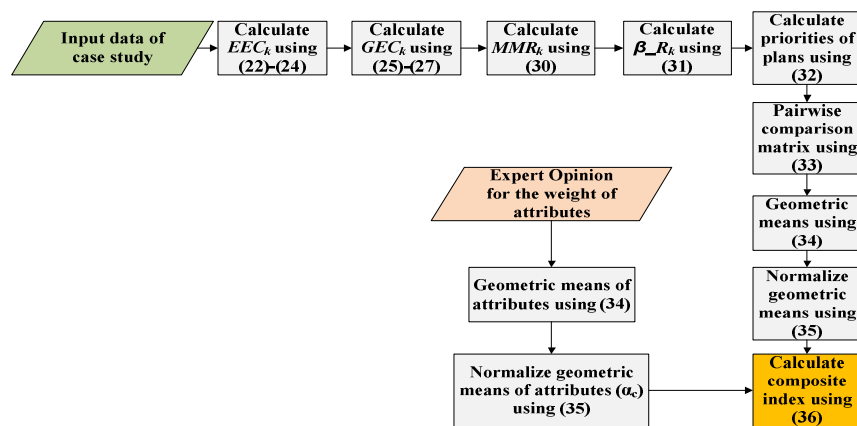 Input data of
case study
Calculate
EECk using
(22)-(24)
Calculate
GECk using
(25)-(27)
Calculate
MMRk using
(30)
Calculate
β_Rk using
(31)
Calculate
priorities of
plans using
(32)
Pairwise
comparison
matrix using
(33)
Geometric
means using
(34)
Normalize
geometric
means using
(35)
Calculate
composite
index using
(36)
Expert Opinion
for the weight of
attributes
Geometric means of
attributes using (34)
Normalize geometric
means of attributes (αc)
using (35)